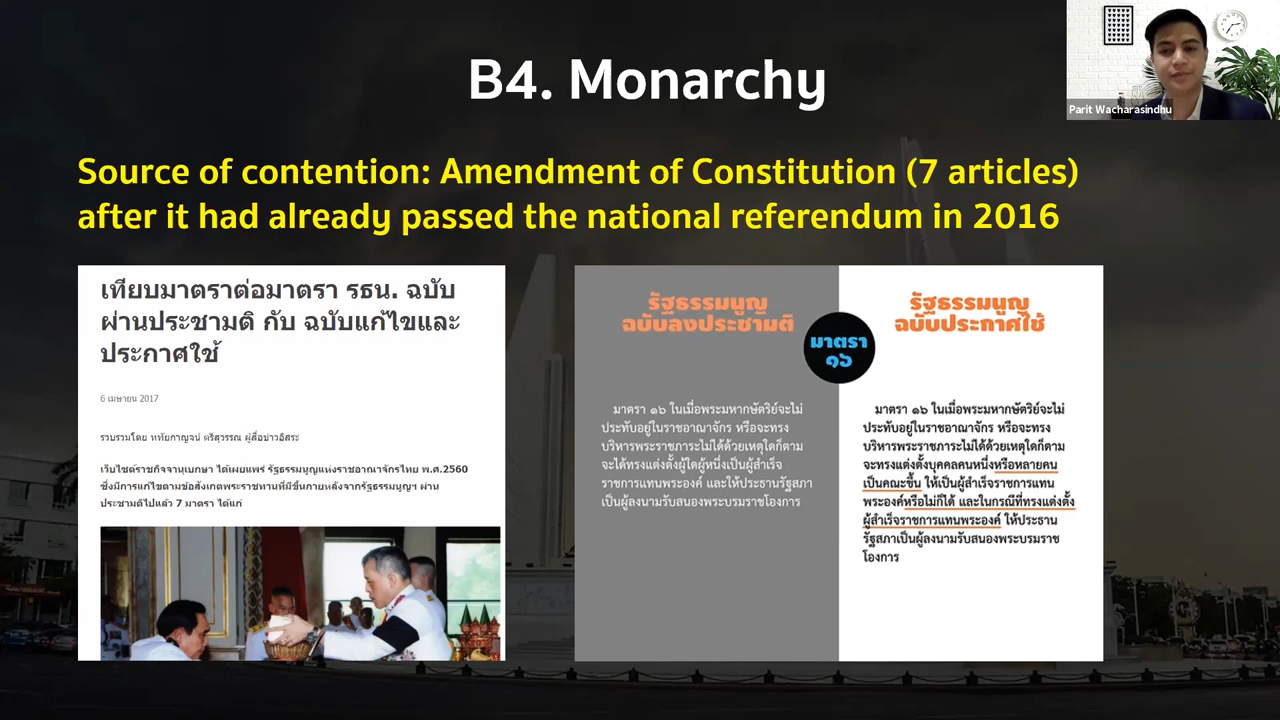 B4. Monarchy
Parit Wacharasindhu
Source of contention: Amendment of Constitution (7 articles)
after it had already passed the national referendum in 2016
เทียบมาตราต่อมาตรา รธน. ฉบับ
ผ่านประชามติ กับ ฉบับแก้ไขและ
ประกาศใช้
6 เมษายน 2017
รวบรวมโดย หทัยกาญจน์ ตรีสุวรรณ ผู้สื่อข่าวอิสระ
เว็บไซต์ราชกิจจานุเบกษา ได้เผยแพร่ รัฐธรรมนูญแห่งราชอาณาจักรไทย พ.ศ.2560
ซึ่งมีการแก้ไขตามข้อสังเกตพระราชทานที่มีขึ้นภายหลังจากรัฐธรรมนูญฯ ผ่าน
ประชามติไปแล้ว 7 มาตรา ได้แก่
รัฐธรรมนูญ
ฉบับลงประชามติ
มาตรา
๑๖
รัฐธรรมนูญ
ฉบับประกาศใช้
มาตรา ๑๖ ในเมื่อพระมหากษัตริย์จะไม่
ประทับอยู่ในราชอาณาจักร หรือจะทรง
บริหารพระราชภาระไม่ได้ด้วยเหตุใดก็ตาม
จะได้ทรงแต่งตั้งผู้ใดผู้หนึ่งเป็นผู้สำเร็จ
ราชการแทนพระองค์ และให้ประธานรัฐสภา
เป็นผู้ลงนามรับสนองพระบรมราชโองการ
มาตรา ๑๖ ในเมื่อพระมหากษัตริย์จะไม่
ประทับอยู่ในราชอาณาจักร หรือจะทรง
บริหารพระราชภาระไม่ได้ด้วยเหตุใดก็ตาม
จะทรงแต่งตั้งบุคคลคนหนึ่งหรือหลายคน
เป็นคณะขึ้น ให้เป็นผู้สำเร็จราชการแทน
พระองค์หรือไม่ก็ได้ และในกรณีที่ทรงแต่งตั้ง
ผู้สำเร็จราชการแทนพระองค์ ให้ประธาน
รัฐสภาเป็นผู้ลงนามรับสนองพระบรมราช
โองการ